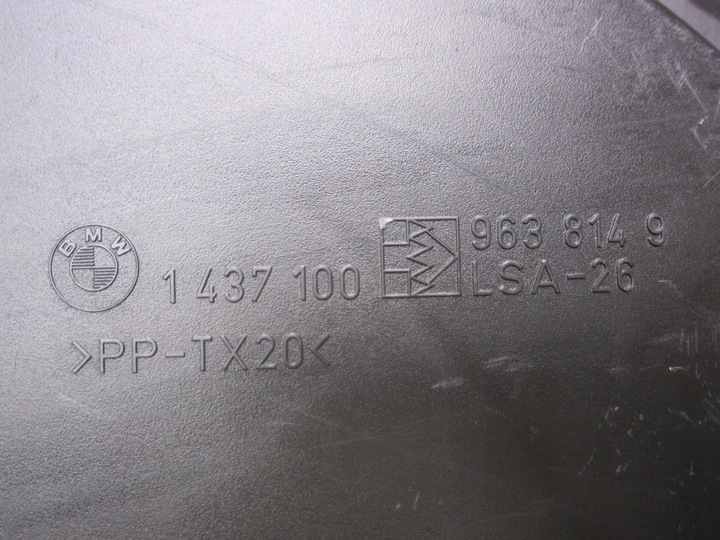 BMW
1 437 100
963 814 9
LSA-26
>PP-TX20<